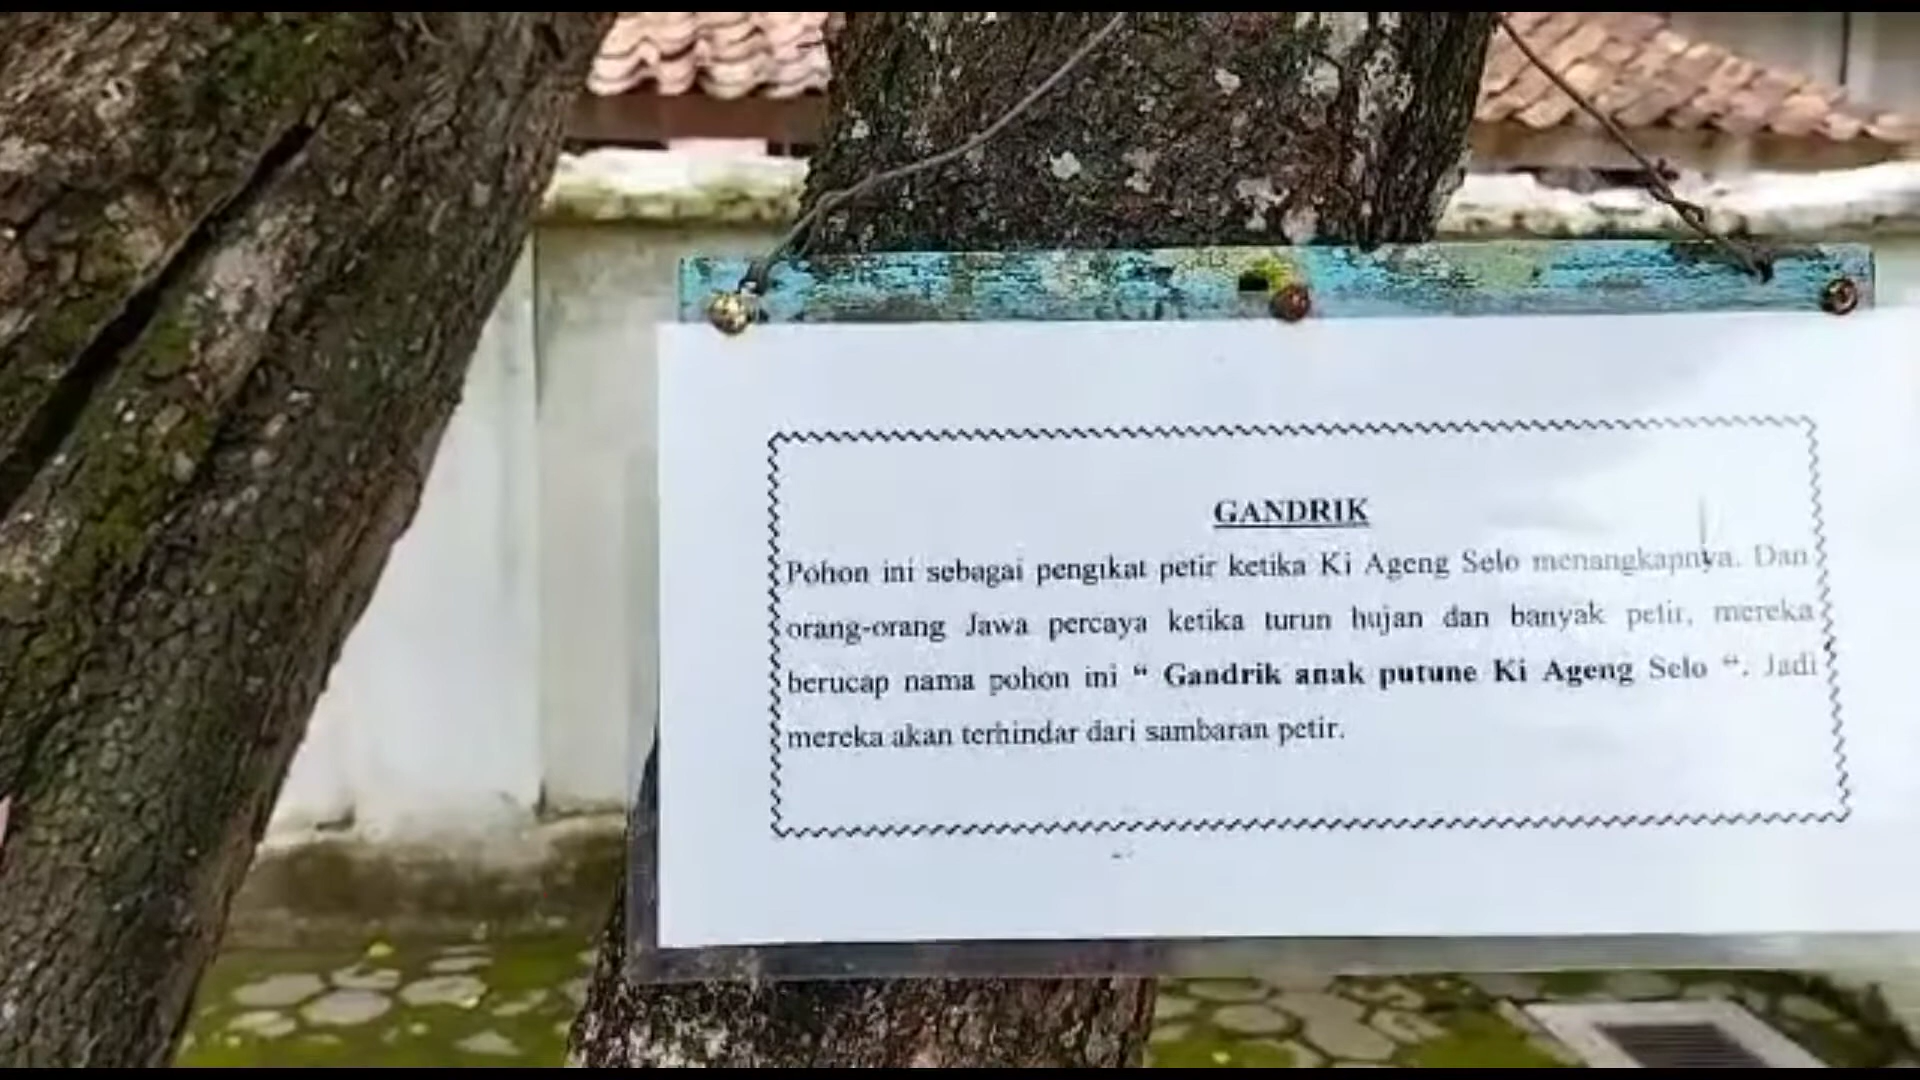 GANDRIK
Pohon ini sebagai pengikat petir ketika Ki Ageng Selo menangkapnya. Dan
orang-orang Jawa percaya ketika turun hujan dan banyak petir, mereka
berucap nama pohon ini “ Gandrik anak putune Ki Ageng Selo “. Jadi
mereka akan terhindar dari sambaran petir.